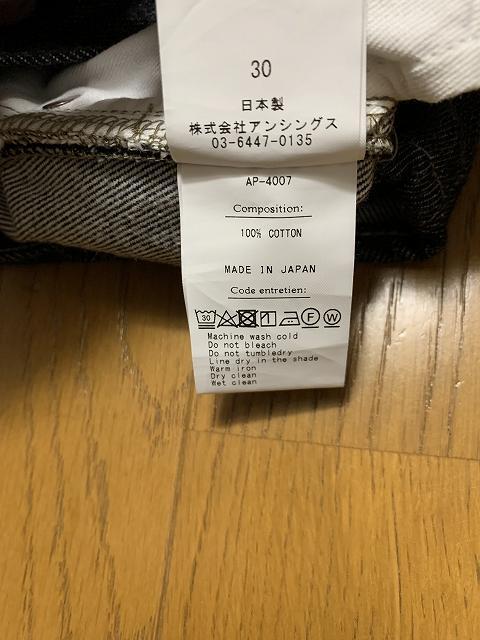 30
日本製
株式会社アンシングス
03-6447-0135
AP-4007
Composition:
100% COTTON
MADE IN JAPAN
Code entretien:
30 F W
Machine wash cold
Do not bleach
Do not tumbledry
Line dry in the shade
Warm iron
Dry clean
Wet clean